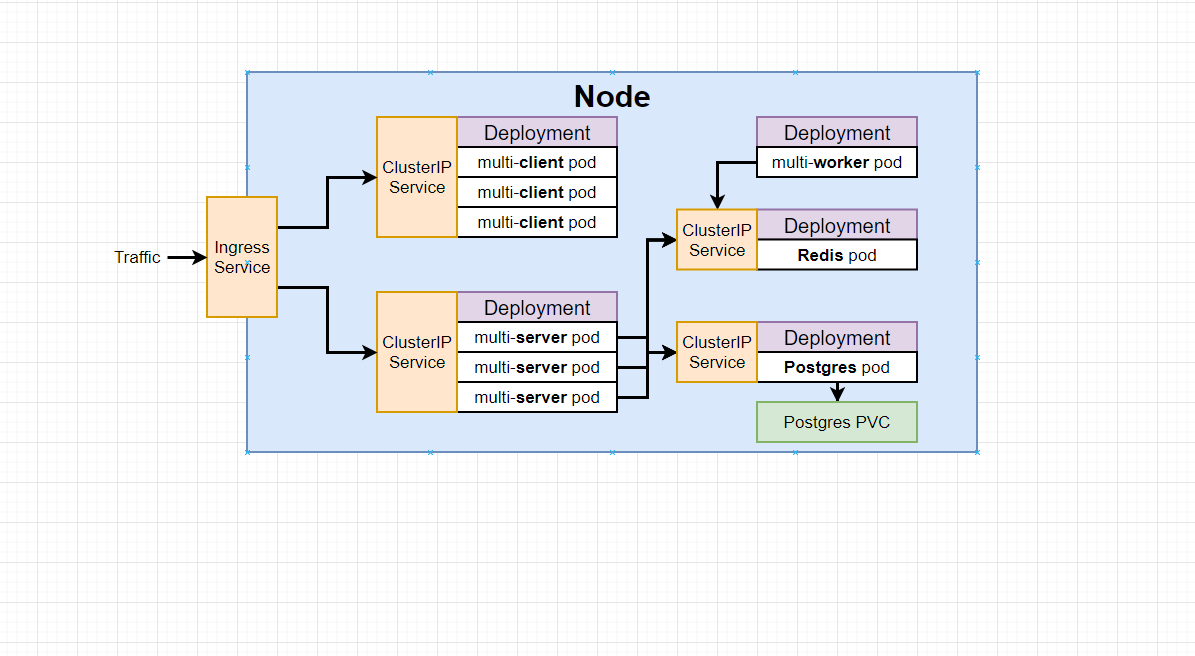 Node
Traffic
Ingress
Service
ClusterIP
Service
Deployment
multi-client pod
multi-client pod
multi-client pod
ClusterIP
Service
Deployment
multi-server pod
multi-server pod
multi-server pod
Deployment
multi-worker pod
ClusterIP
Service
Deployment
Redis pod
ClusterIP
Service
Deployment
Postgres pod
Postgres PVC